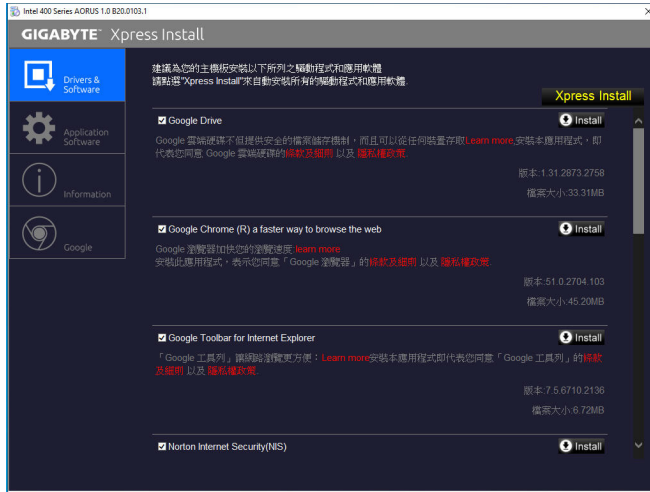 Intel 400 Series AORUS 1.0 B20.0103.1
GIGABYTE™ Xpress Install
Drivers &
Software
Application
Software
Information
Google
建議為您的主機板安裝以下所列之驅動程式和應用軟體
請點選"Xpress Install"來自動安裝所有的驅動程式和應用軟體.
Xpress Install
Google Drive
Install
Google 雲端硬碟不但提供安全的檔案儲存機制，而且可以從任何裝置存取Learn more,安裝本應用程式，即
代表您同意 Google 雲端硬碟的條款及細則 以及 隱私權政策.
版本:1.31.2873.2758
檔案大小:33.31MB
Google Chrome (R) a faster way to browse the web
Install
Google 瀏覽器加快您的瀏覽速度:learn more
安裝此應用程式，表示您同意「Google 瀏覽器」的條款及細則 以及 隱私權政策.
版本:51.0.2704.103
檔案大小:45.20MB
Google Toolbar for Internet Explorer
Install
「Google 工具列」讓網路瀏覽更方便：Learn more安裝本應用程式即代表您同意「Google 工具列」的條款
及細則 以及 隱私權政策.
版本:7.5.6710.2136
檔案大小:6.72MB
Norton Internet Security(NIS)
Install